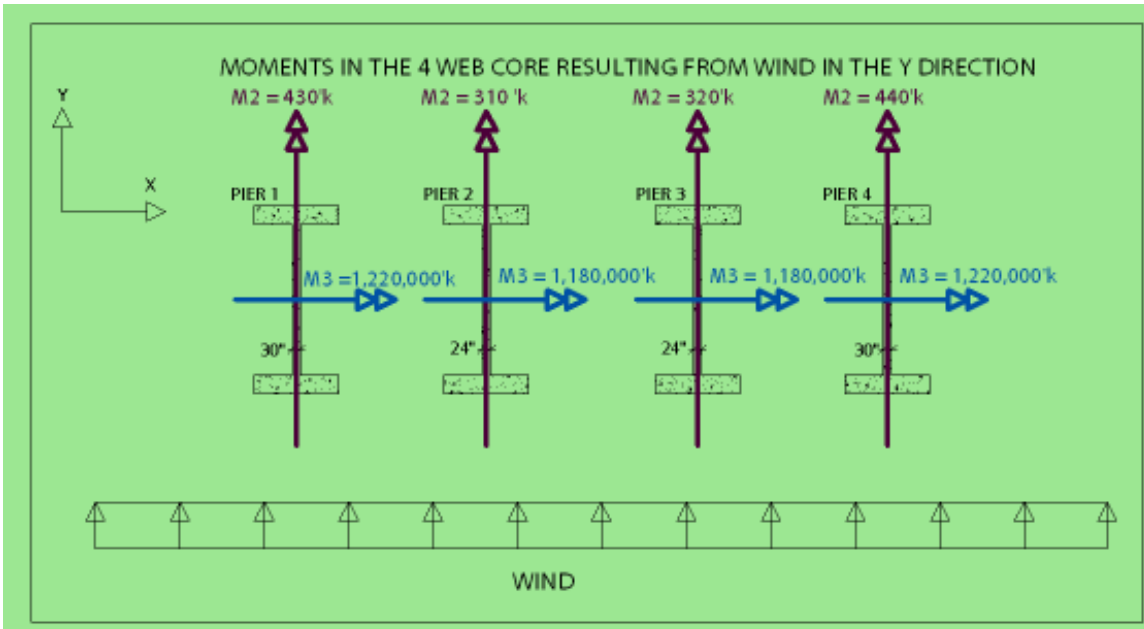 MOMENTS IN THE 4 WEB CORE RESULTING FROM WIND IN THE Y DIRECTION
Y
M2 = 430'k
M2 = 310 'k
M2 = 320'k
M2 = 440'k
X
PIER 1
PIER 2
PIER 3
PIER 4
M3 =1,220,000'k
M3 = 1,180,000'k
M3 = 1,180,000'k
M3 = 1,220,000'k
30"
24"
24"
30"
WIND